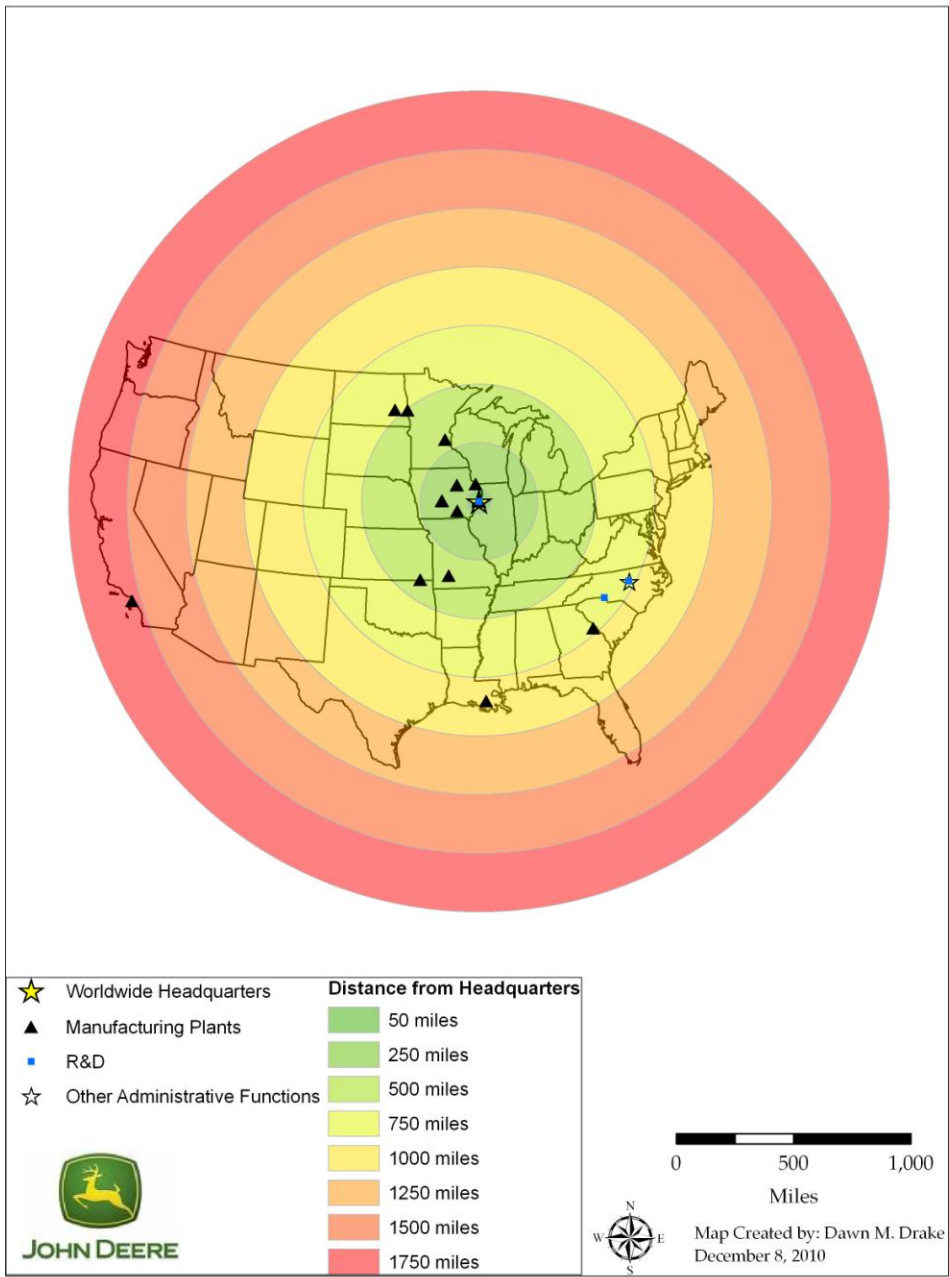 Worldwide Headquarters
Manufacturing Plants
R&D
Other Administrative Functions
JOHN DEERE
Distance from Headquarters
50 miles
250 miles
500 miles
750 miles
1000 miles
1250 miles
1500 miles
1750 miles
0 500 1,000
Miles
N
W E
S
Map Created by: Dawn M. Drake
December 8, 2010